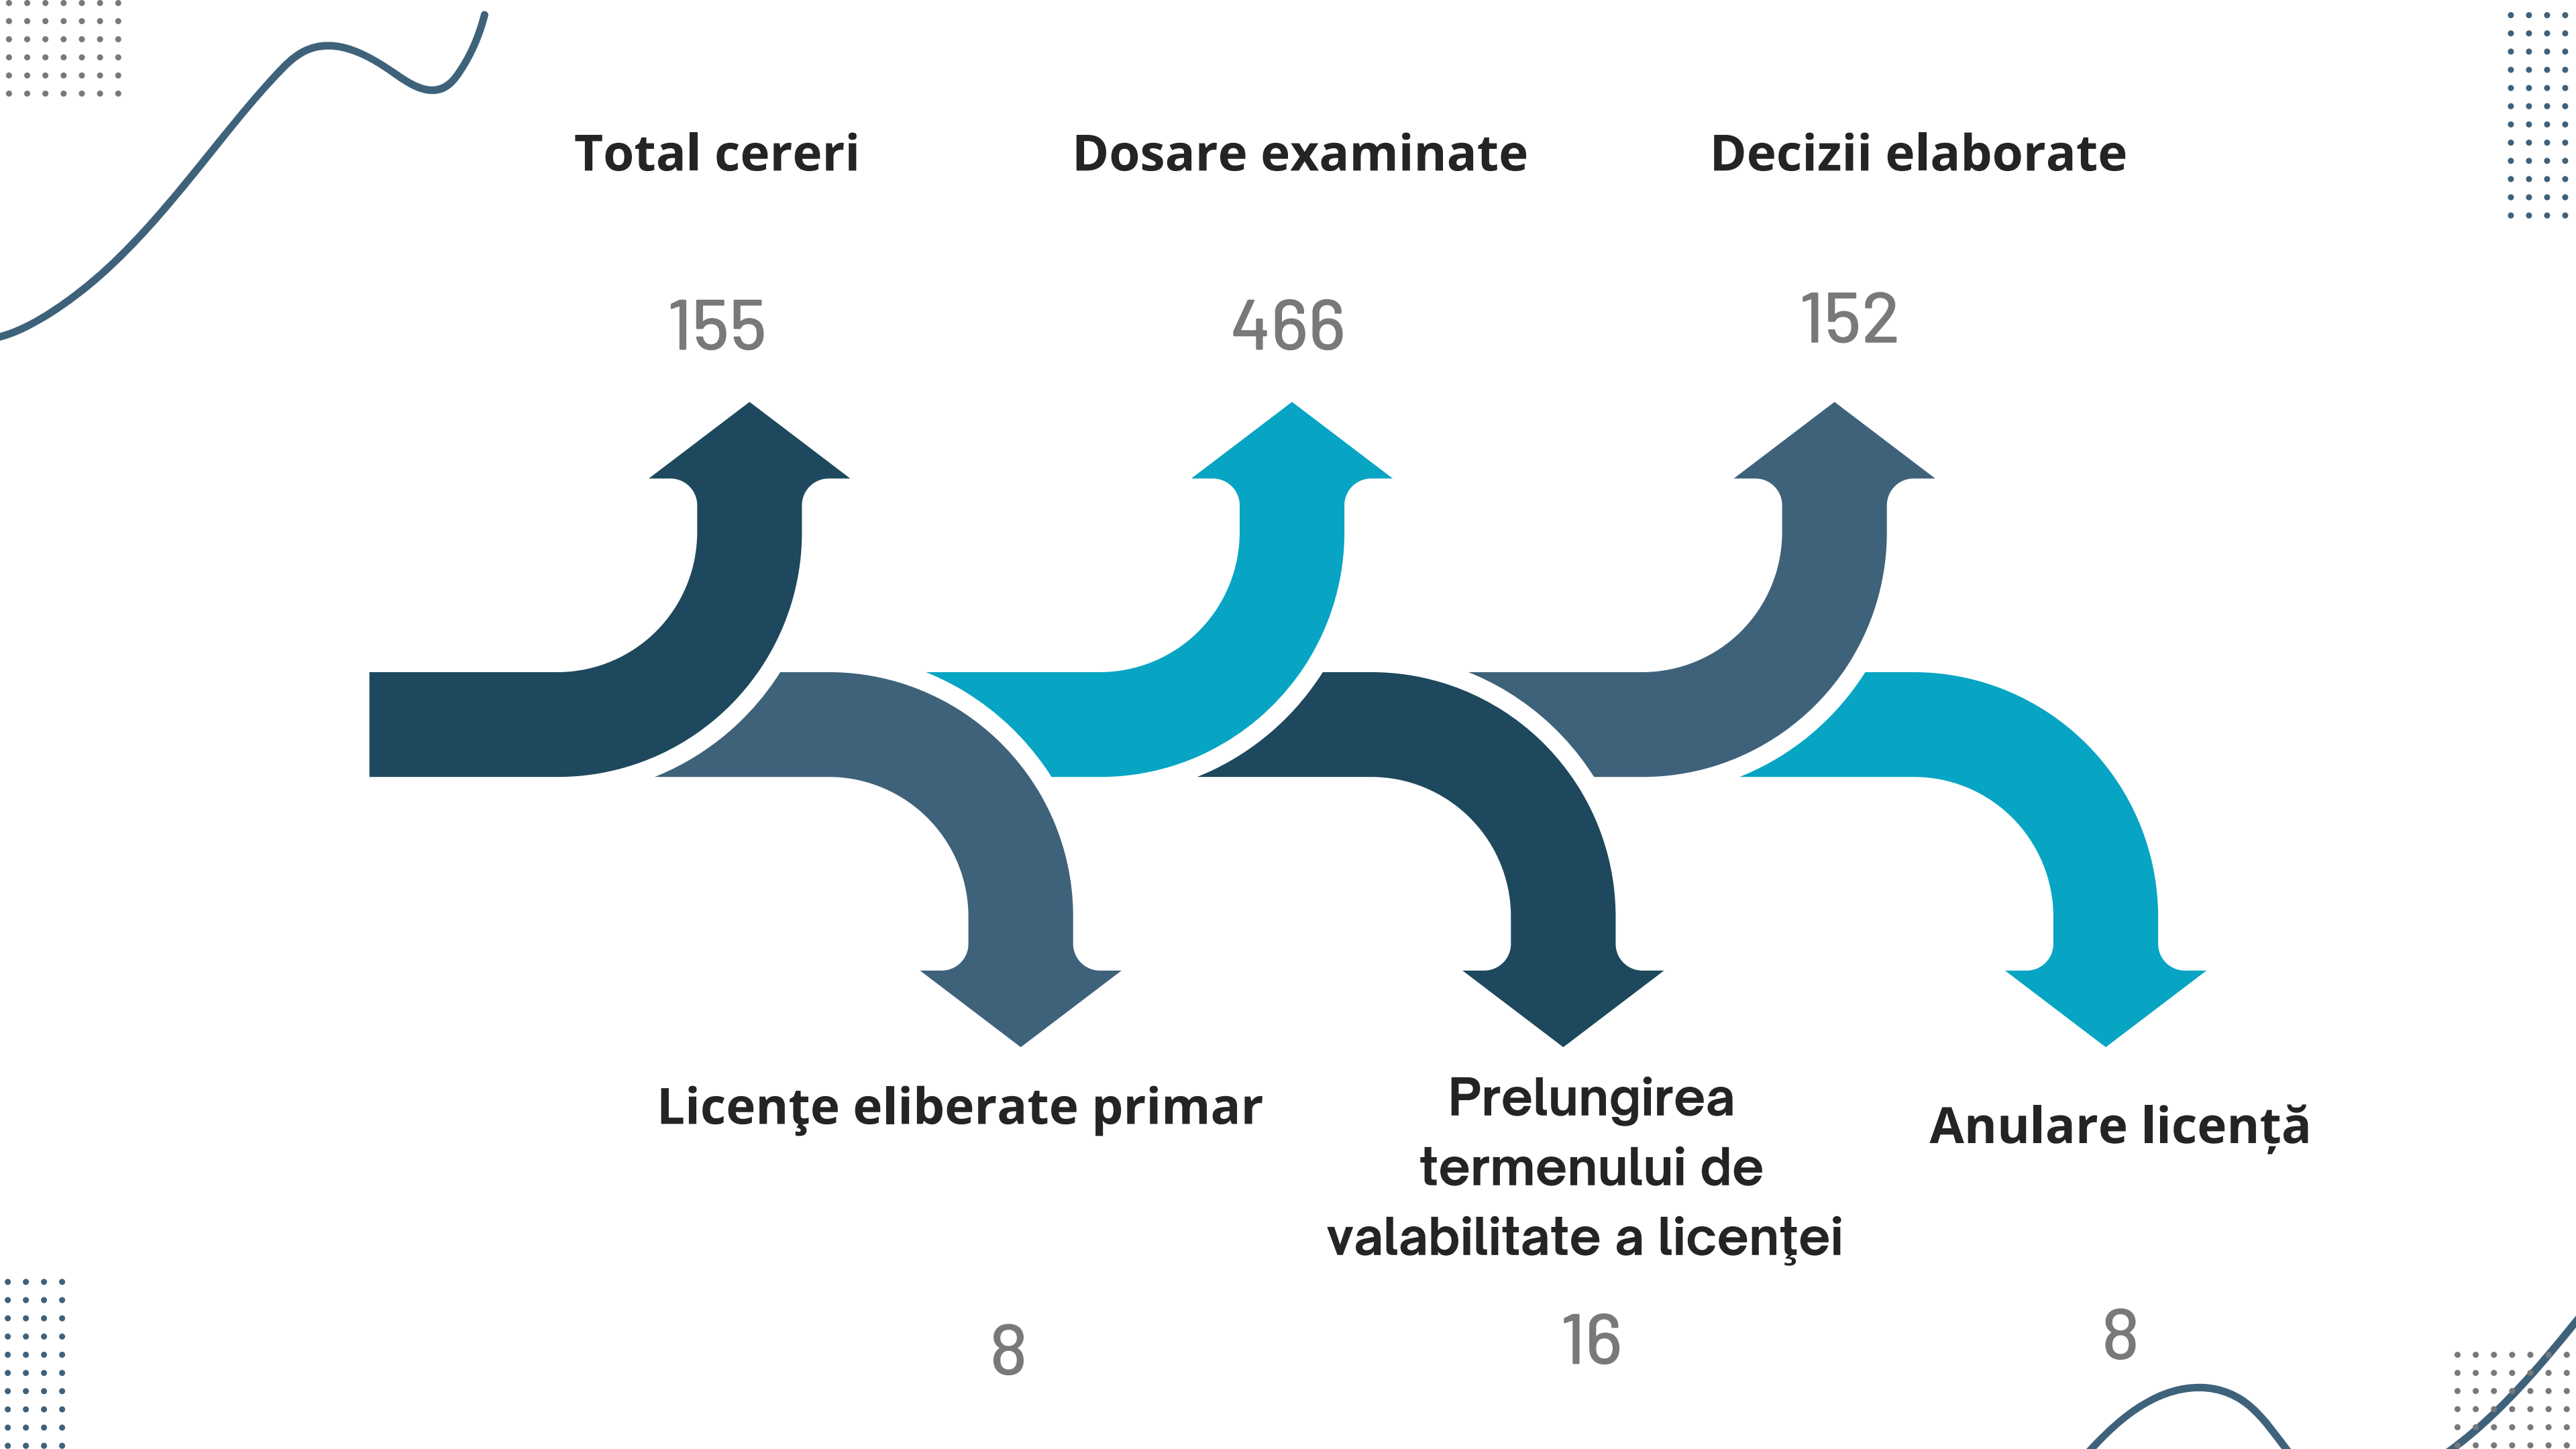 Total cereri
Dosare examinate
Decizii elaborate
155
466
152
Licenţe eliberate primar
Prelungirea
termenului de
valabilitate a licenţei
Anulare licență
8
16
8